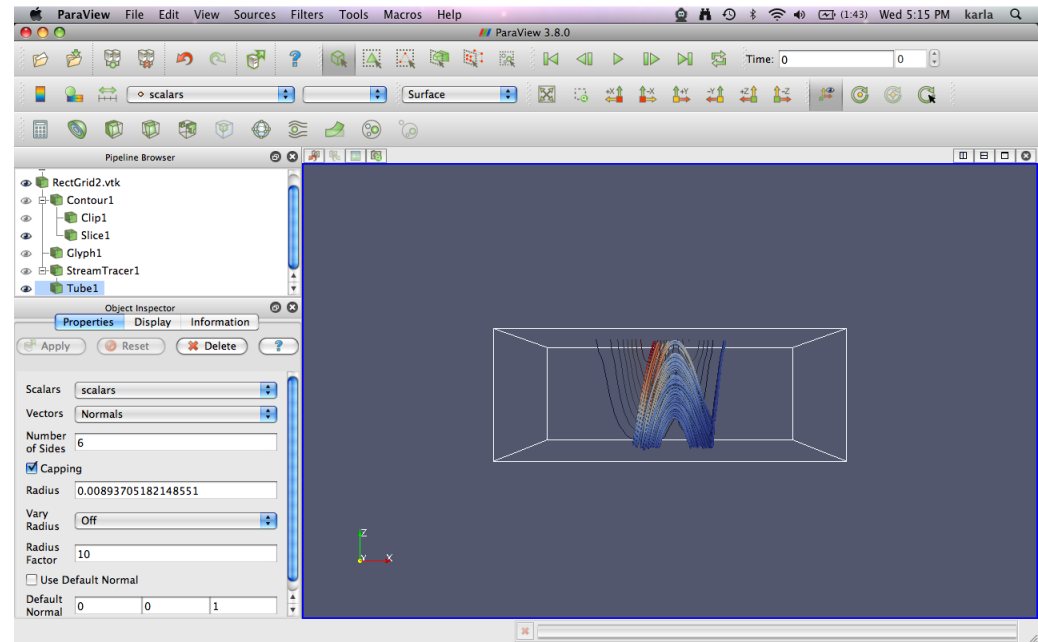 ParaView File Edit View Sources Filters Tools Macros Help (1:43) Wed 5:15 PM karla
ParaView 3.8.0
Time: 0 0
scalars Surface
+X -X +Y -Y +Z -Z
Pipeline Browser
RectGrid2.vtk
Contour1
Clip1
Slice1
Glyph1
StreamTracer1
Tube1
Object Inspector
Properties Display Information
Apply Reset Delete ?
Scalars scalars
Vectors Normals
Number
of Sides 6
Capping
Radius 0.00893705182148551
Vary
Radius Off
Radius
Factor 10
Use Default Normal
Default
Normal 0 0 1
Z
Y X